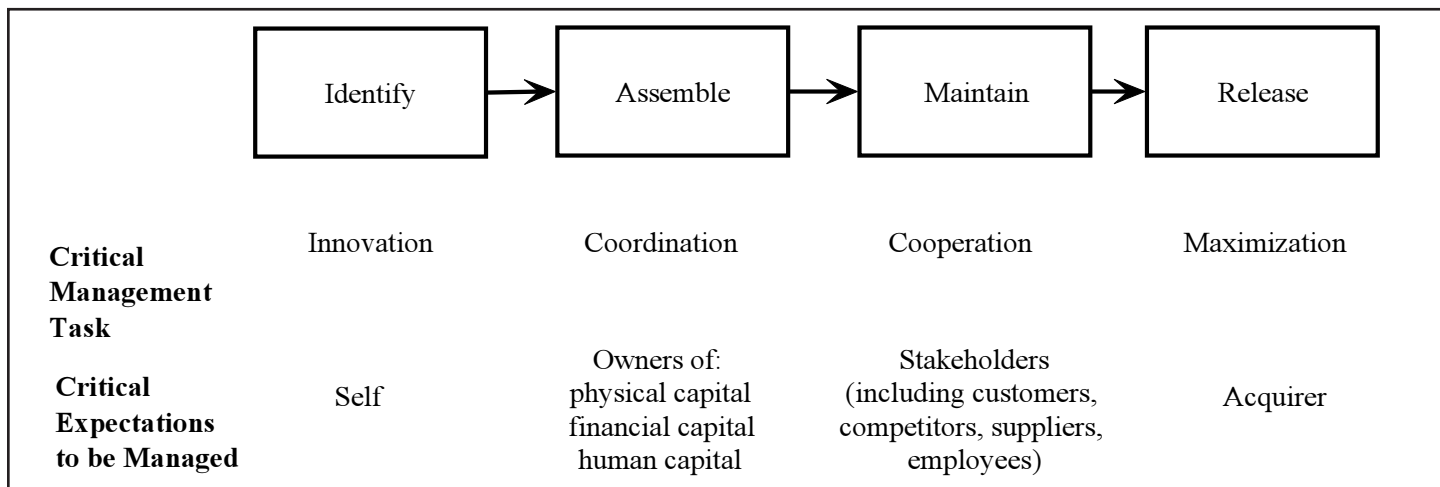 Identify
Assemble
Maintain
Release
Critical
Management
Task
Innovation
Coordination
Cooperation
Maximization
Critical
Expectations
to be Managed
Self
Owners of:
physical capital
financial capital
human capital
Stakeholders
(including customers,
competitors, suppliers,
employees)
Acquirer